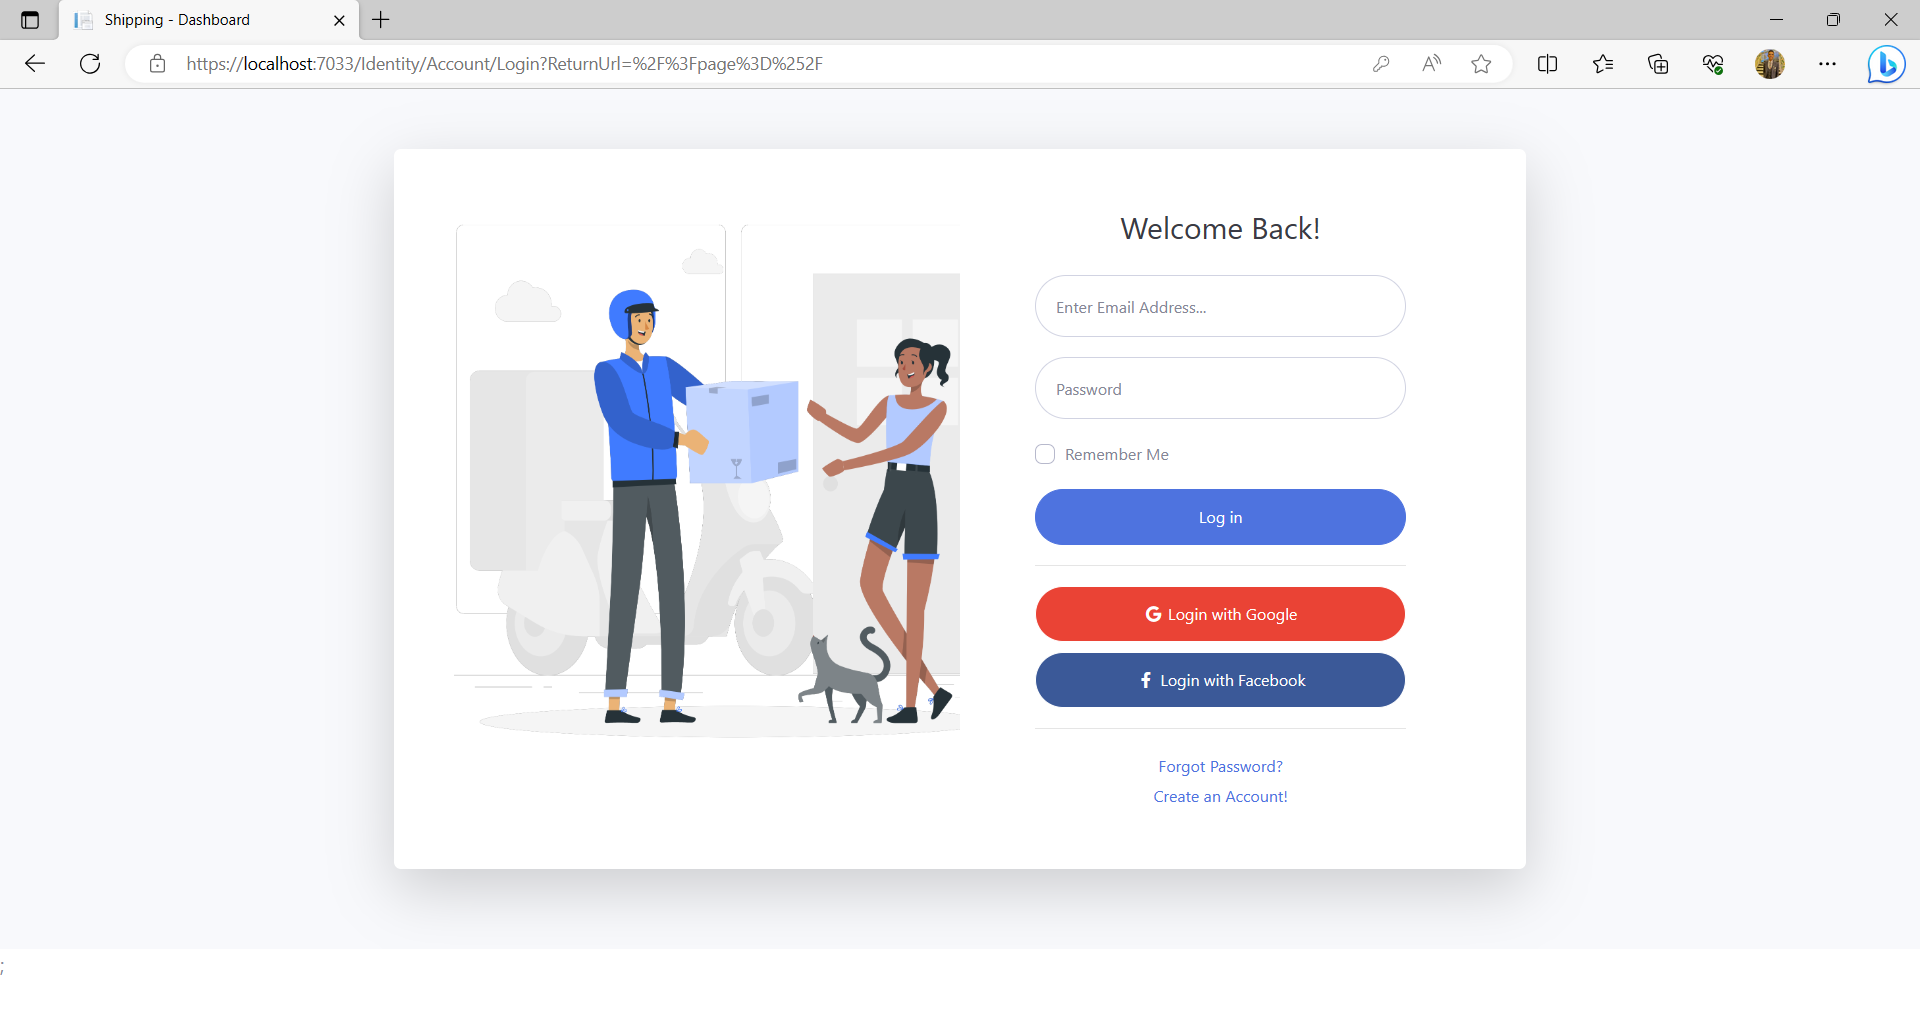 Shipping - Dashboard
https://localhost:7033/Identity/Account/Login?ReturnUrl=%2F%3Fpage%3D%252F
Welcome Back!
Enter Email Address...
Password
Remember Me
Log in
Login with Google
Login with Facebook
Forgot Password?
Create an Account!
;